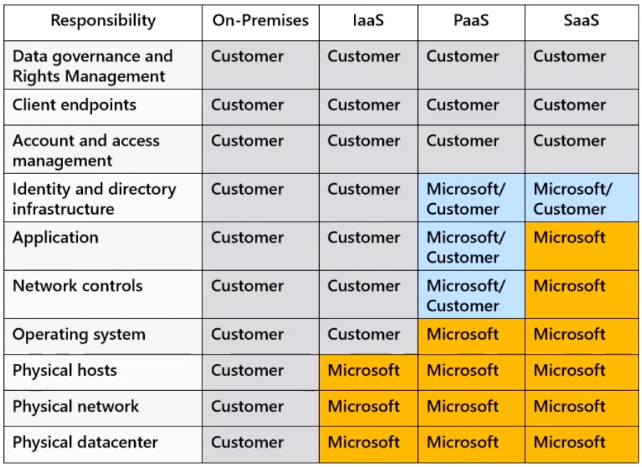 Responsibility On-Premises IaaS PaaS SaaS
Data governance and Customer Customer Customer Customer
Rights Management
Client endpoints Customer Customer Customer Customer
Account and access Customer Customer Customer Customer
management
Identity and directory Customer Customer Microsoft/ Microsoft/
infrastructure Customer Customer
Application Customer Customer Microsoft/ Microsoft
Customer
Network controls Customer Customer Microsoft/ Microsoft
Customer
Operating system Customer Customer Microsoft Microsoft
Physical hosts Customer Microsoft Microsoft Microsoft
Physical network Customer Microsoft Microsoft Microsoft
Physical datacenter Customer Microsoft Microsoft Microsoft